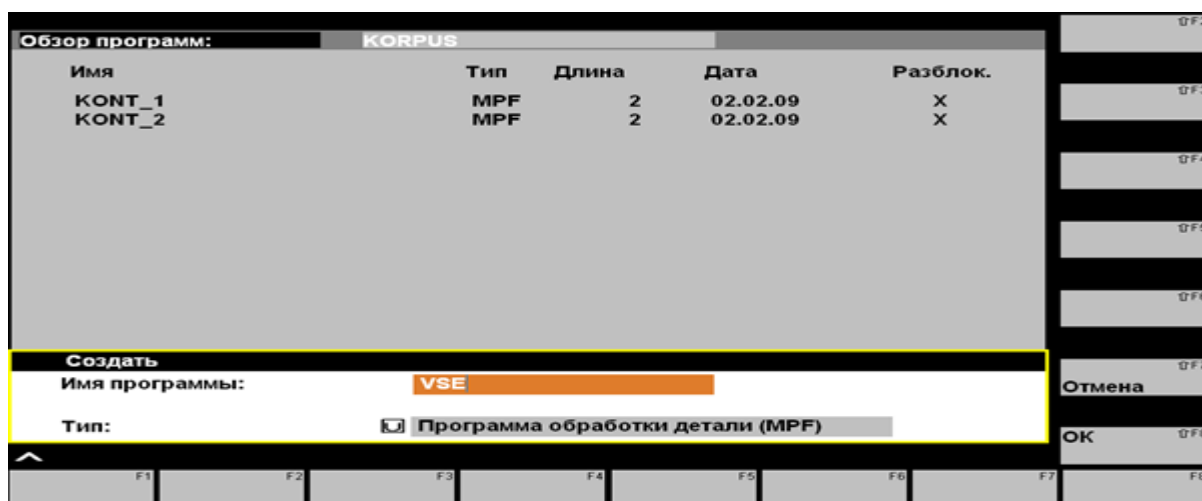 Обзор программ: KORPUS
Имя Тип Длина Дата Разблок.
KONT_1 MPF 2 02.02.09 X
KONT_2 MPF 2 02.02.09 X
Создать
Имя программы: VSE
Тип: Программа обработки детали (MPF)
Отмена
OK
F1 F2 F3 F4 F5 F6 F7